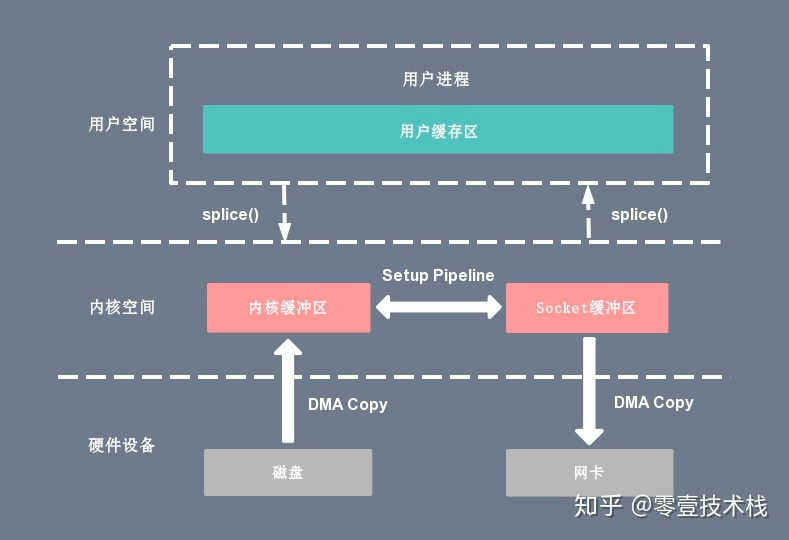 用户进程
用户空间
用户缓存区
splice()
splice()
Setup Pipeline
内核空间
内核缓冲区
Socket缓冲区
DMA Copy
DMA Copy
硬件设备
磁盘
网卡
知乎 @零壹技术栈